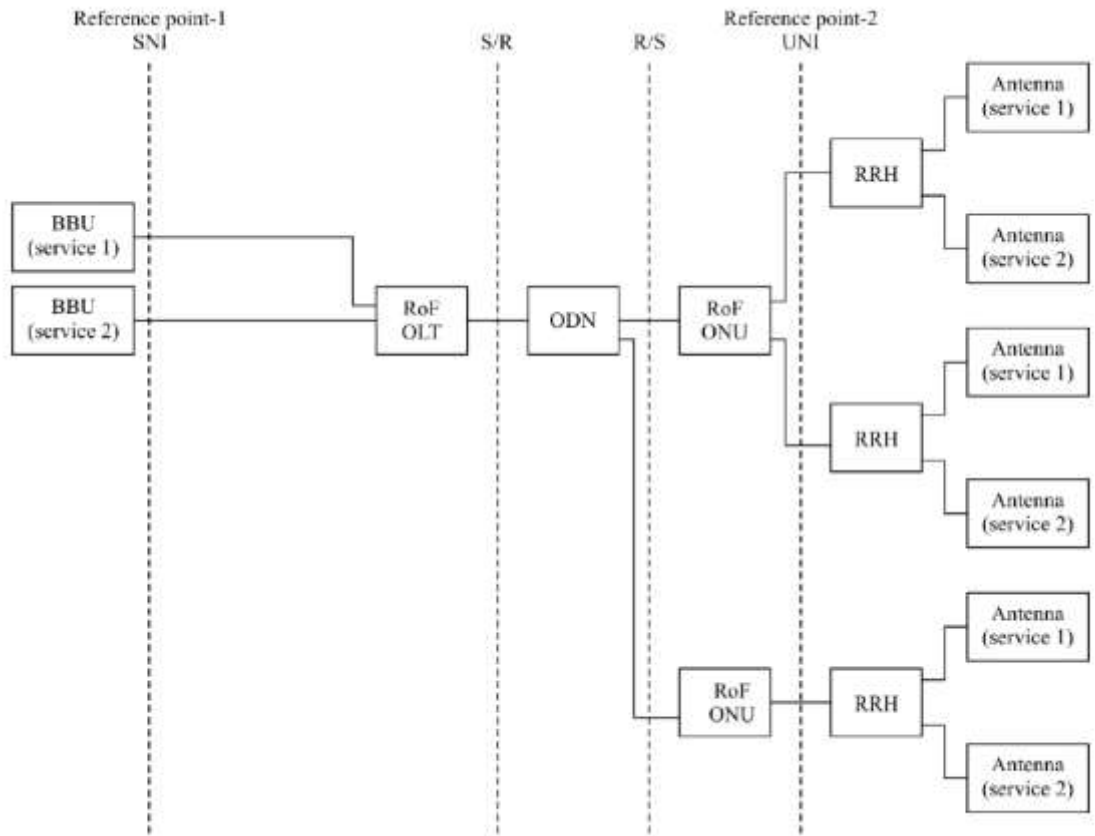 Reference point-1
SNI
S/R
R/S
Reference point-2
UNI
Antenna
(service 1)
RRH
Antenna
(service 2)
BBU
(service 1)
BBU
(service 2)
RoF
OLT
ODN
RoF
ONU
Antenna
(service 1)
RRH
Antenna
(service 2)
Antenna
(service 1)
RoF
ONU
RRH
Antenna
(service 2)